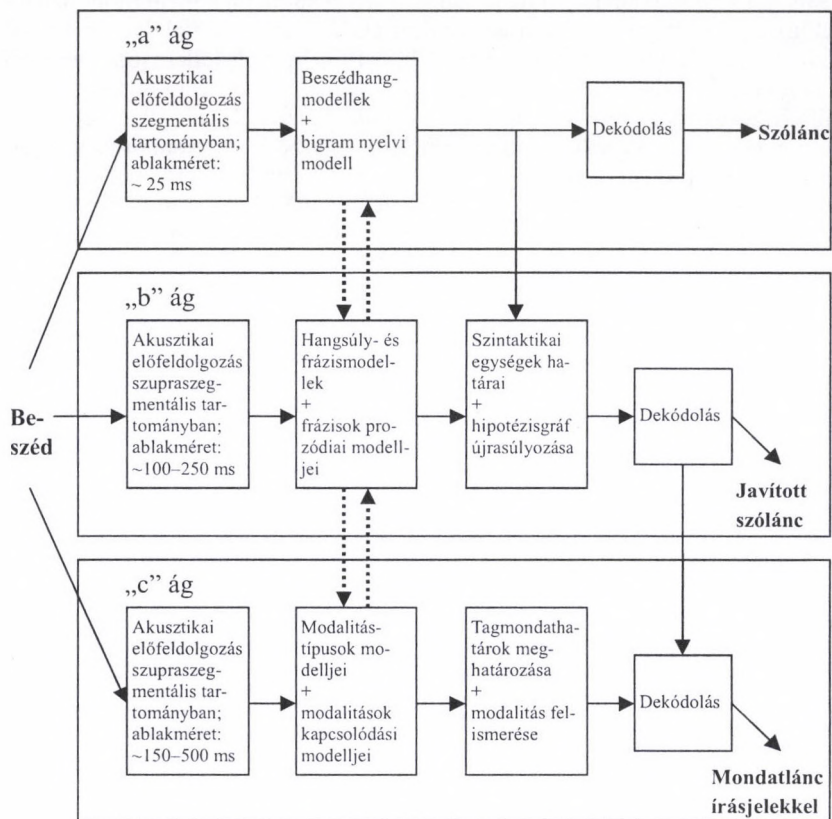 „a” ág
Akusztikai
előfeldolgozás
szegmentális
tartományban;
ablakméret:
~ 25 ms
Beszédhang-
modellek
+
bigram nyelvi
modell
Dekódolás
Szólánc
Be-
széd
„b” ág
Akusztikai
előfeldolgozás
szupraszeg-
mentális tar-
tományban;
ablakméret:
~100–250 ms
Hangsúly- és
frázismodel-
lek
+
frázisok pro-
zódiai modell-
jei
Szintaktikai
egységek ha-
tárai
+
hipotézisgráf
újrasúlyozása
Dekódolás
Javított
szólánc
„c” ág
Akusztikai
előfeldolgozás
szupraszeg-
mentális tar-
tományban;
ablakméret:
~150–500 ms
Modalitás-
típusok mo-
delljei
+
modalitások
kapcsolódási
modelljei
Tagmondatha-
tárok meg-
határozása
+
modalitás fel-
ismerése
Dekódolás
Mondatlánc
írásjelekkel